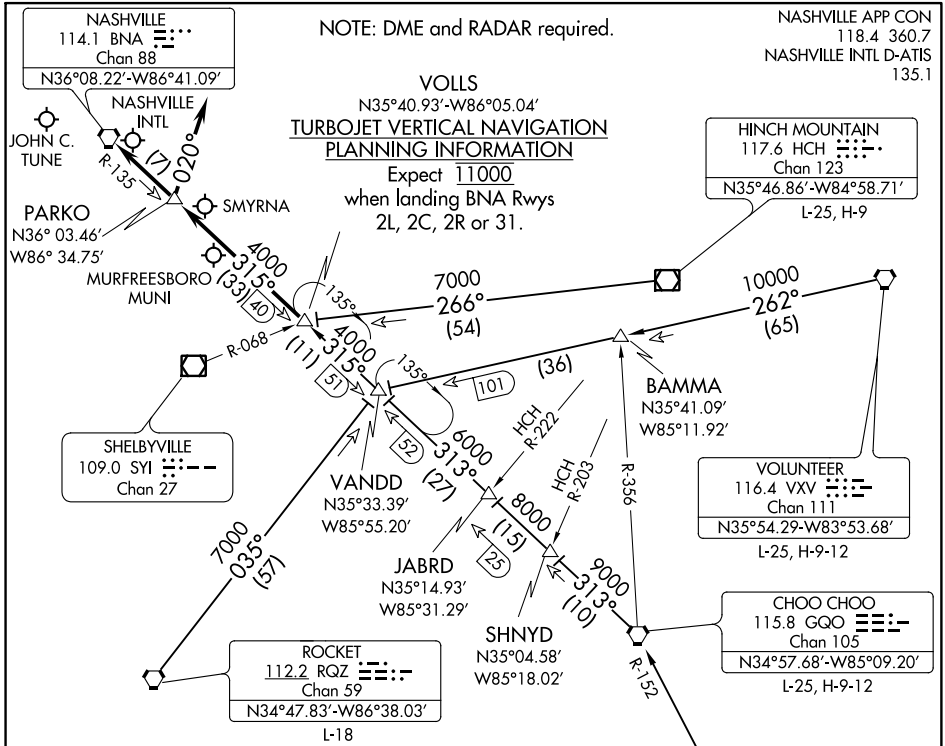 NASHVILLE
114.1 BNA
Chan 88
N36°08.22’-W86°41.09’
NOTE: DME and RADAR required.
NASHVILLE APP CON
118.4 360.7
NASHVILLE INTL D-ATIS
135.1
VOLLS
N35°40.93’-W86°05.04’
TURBOJET VERTICAL NAVIGATION
PLANNING INFORMATION
Expect 11000
when landing BNA Rwys
2L, 2C, 2R or 31.
JOHN C.
TUNE
NASHVILLE
INTL
R-135
(7)
020°
PARKO
N36° 03.46’
W86° 34.75’
SMYRNA
MURFREESBORO
MUNI
4000
315°
(33)
40
135°
HINCH MOUNTAIN
117.6 HCH
Chan 123
N35°46.86’-W84°58.71’
L-25, H-9
7000
266°
(54)
10000
262°
(65)
R-068
4000
315°
(11)
51
135°
(36)
101
BAMMA
N35°41.09’
W85°11.92’
SHELBYVILLE
109.0 SYI
Chan 27
VANDD
N35°33.39’
W85°55.20’
52
6000
313°
(27)
HCH
R-222
HCH
R-203
R-356
VOLUNTEER
116.4 VXV
Chan 111
N35°54.29-W83°53.68’
L-25, H-9-12
7000
035°
(57)
JABRD
N35°14.93’
W85°31.29’
25
8000
(15)
SHNYD
N35°04.58’
W85°18.02’
9000
313°
(10)
CHOO CHOO
115.8 GQO
Chan 105
N34°57.68’-W85°09.20’
L-25, H-9-12
R-152
ROCKET
112.2 RQZ
Chan 59
N34°47.83’-W86°38.03’
L-18